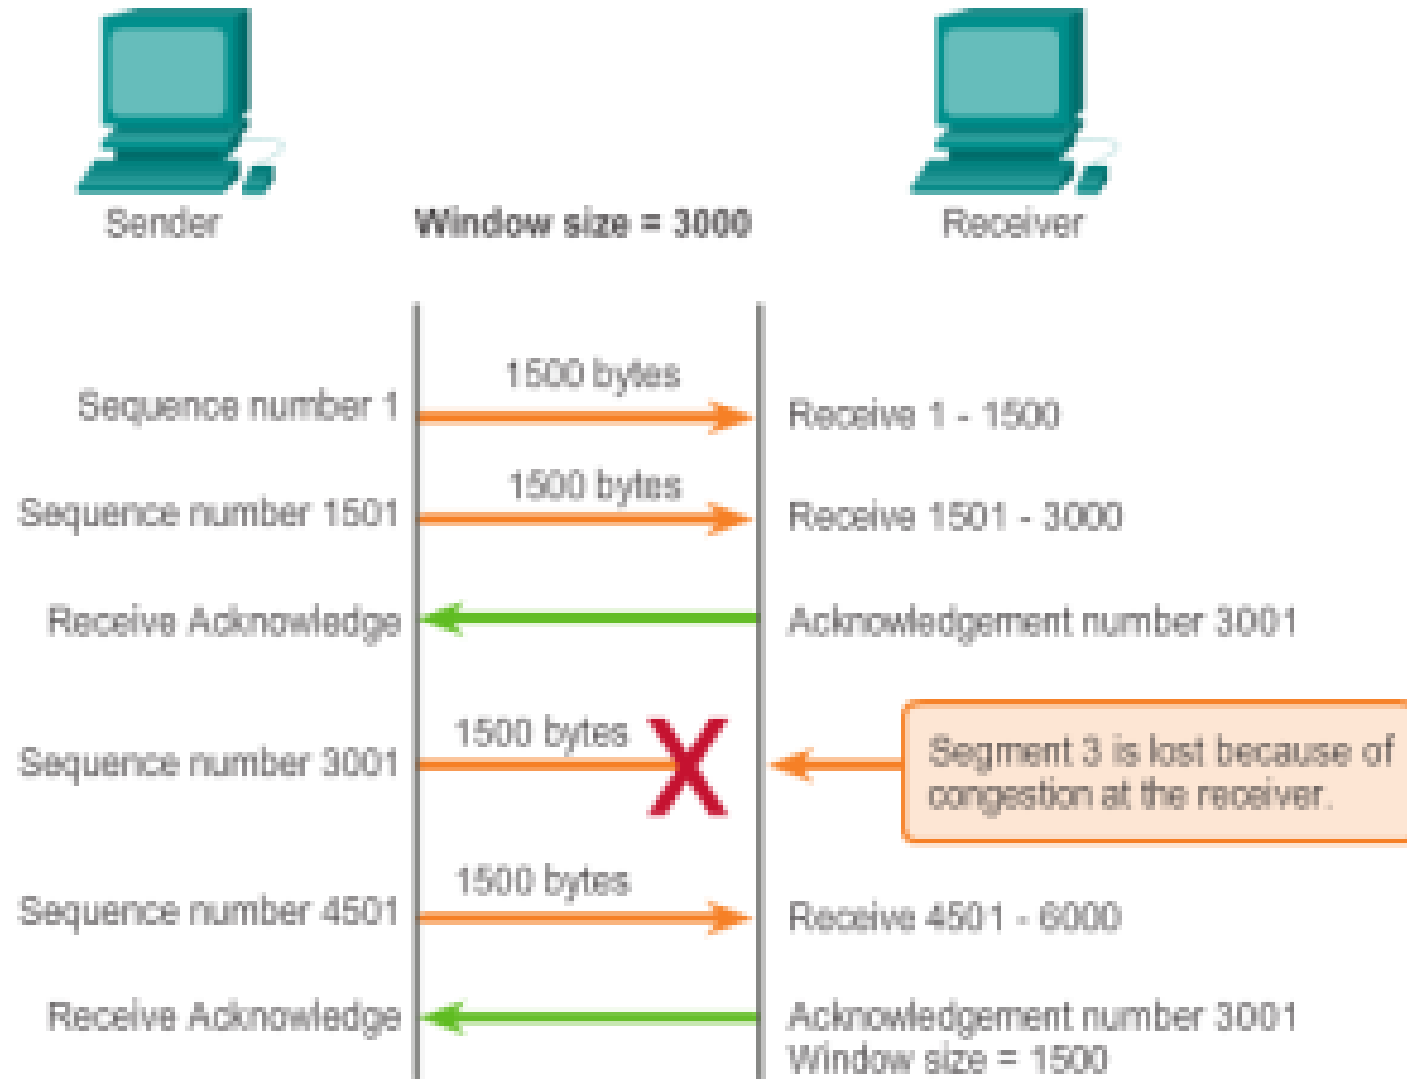 Sender
Window size = 3000
Receiver
1500 bytes
Sequence number 1
Receive 1 - 1500
1500 bytes
Sequence number 1501
Receive 1501 - 3000
Receive Acknowledge
Acknowledgement number 3001
1500 bytes
Sequence number 3001
X
Segment 3 is lost because of
congestion at the receiver.
1500 bytes
Sequence number 4501
Receive 4501 - 6000
Receive Acknowledge
Acknowledgement number 3001
Window size = 1500